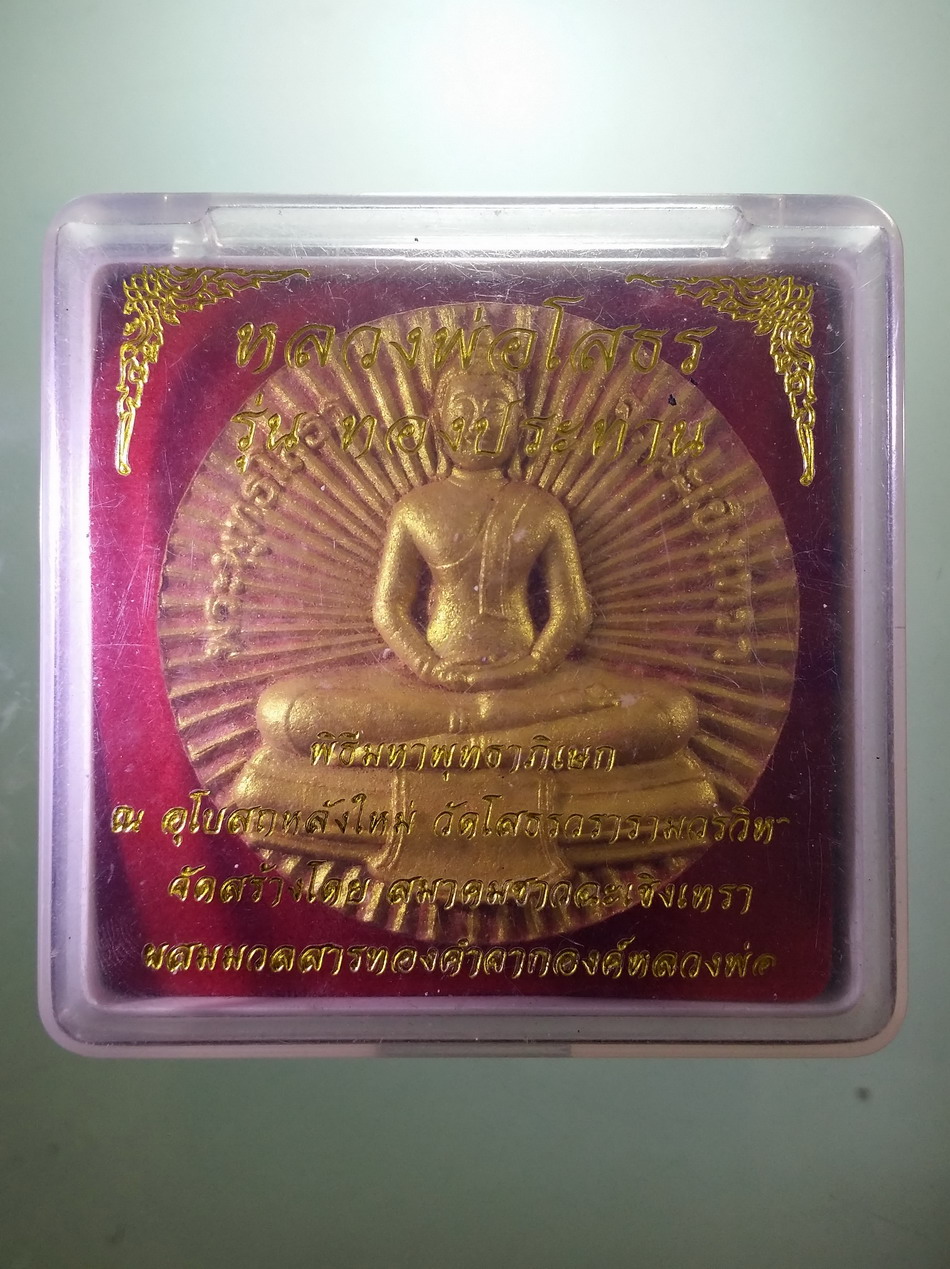 หลวงพ่อโสธร
รุ่น ทองประทาน
พิธีมหาพุทธาภิเษก
ณ อุโบสถหลังใหม่ วัดโสธรวรารามวรวิห
จัดสร้างโดย สมาคมชาวฉะเชิงเทรา
ผสมมวลสารทองคำจากองค์หลวงพ่อ